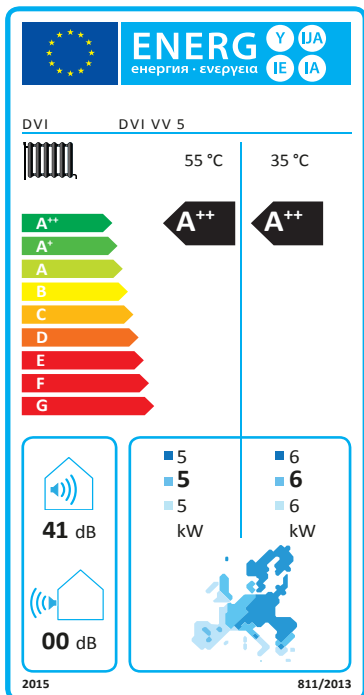 ENERG Y IJA
енергия · ενεργεια IE IA
DVI DVI VV 5
55 °C 35 °C
A++ A++
A++
A+
A
B
C
D
E
F
G
5 6
5 6
5 6
kW kW
41 dB
00 dB
2015 811/2013